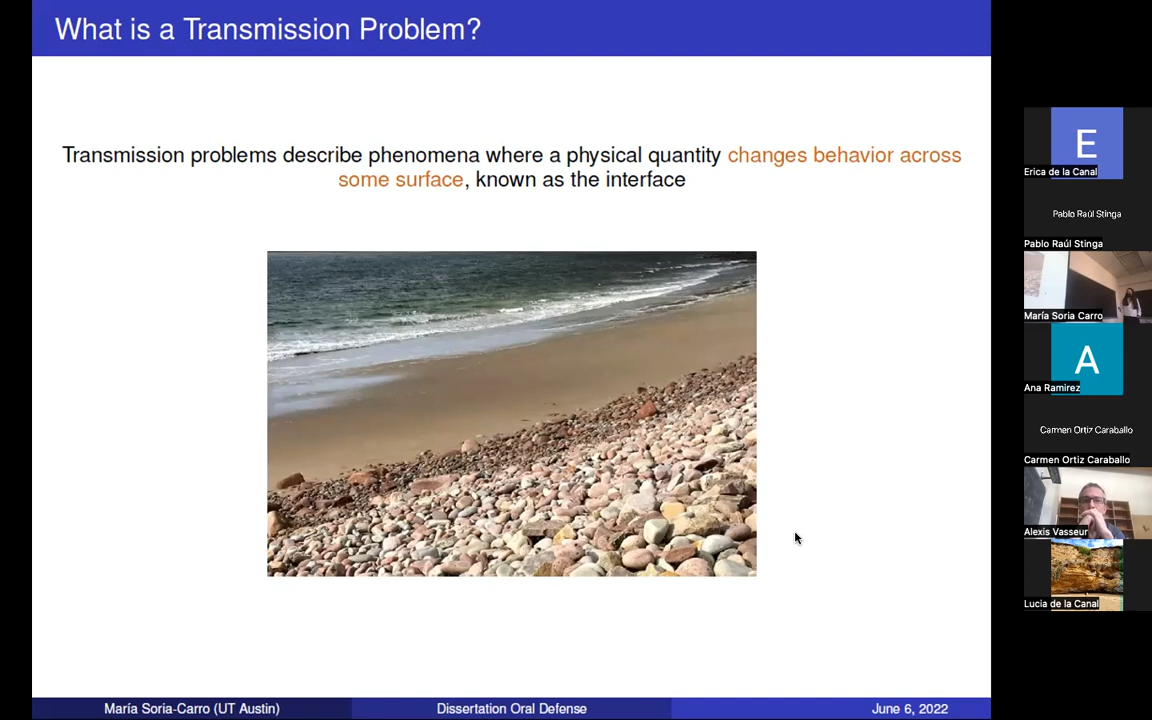 What is a Transmission Problem?
Transmission problems describe phenomena where a physical quantity changes behavior across
some surface, known as the interface
María Soria-Carro (UT Austin)
Dissertation Oral Defense
June 6, 2022
E
Erica de la Canal
Pablo Raúl Stinga
Pablo Raúl Stinga
María Soria Carro
A
Ana Ramirez
Carmen Ortiz Caraballo
Carmen Ortiz Caraballo
Alexis Vasseur
Lucia de la Canal